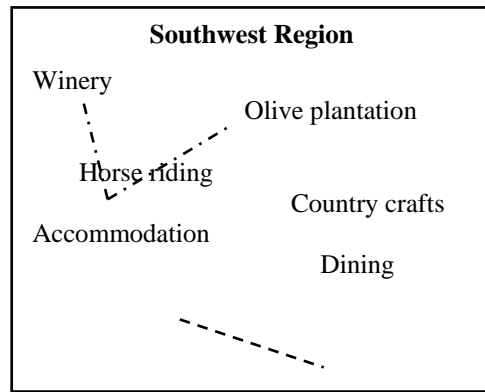 Southwest Region
Winery
Olive plantation
Horse riding
Country crafts
Accommodation
Dining